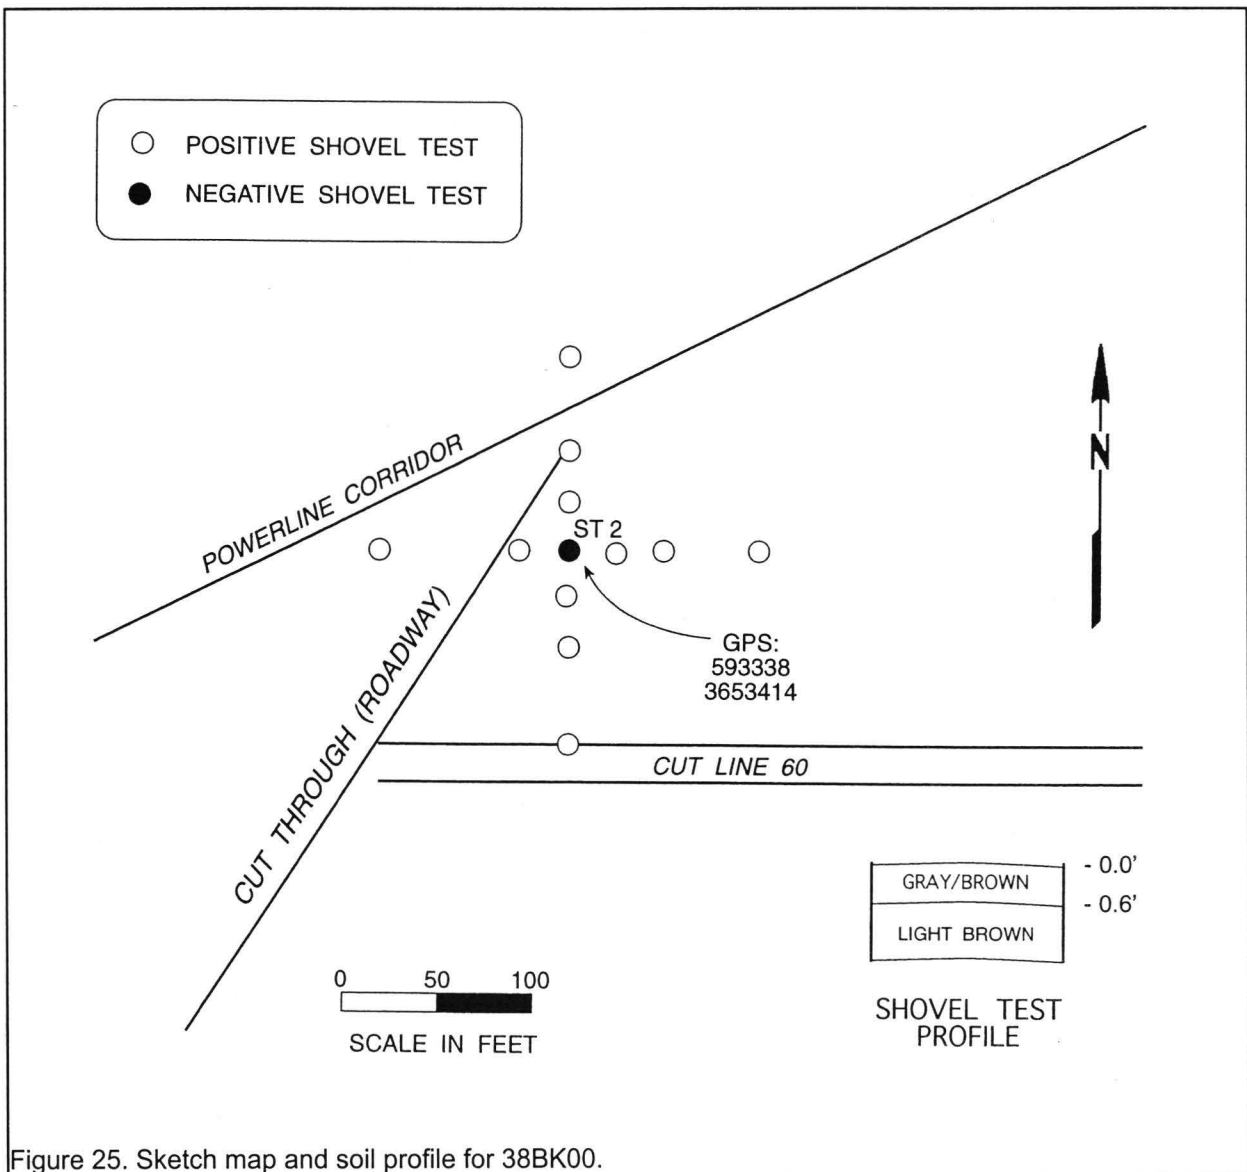 POSITIVE SHOVEL TEST
NEGATIVE SHOVEL TEST
POWERLINE CORRIDOR
N
ST 2
CUT THROUGH (ROADWAY)
GPS:
593338
3653414
CUT LINE 60
GRAY/BROWN
- 0.0'
- 0.6'
LIGHT BROWN
0 50 100
SCALE IN FEET
SHOVEL TEST
PROFILE
Figure 25. Sketch map and soil profile for 38BK00.